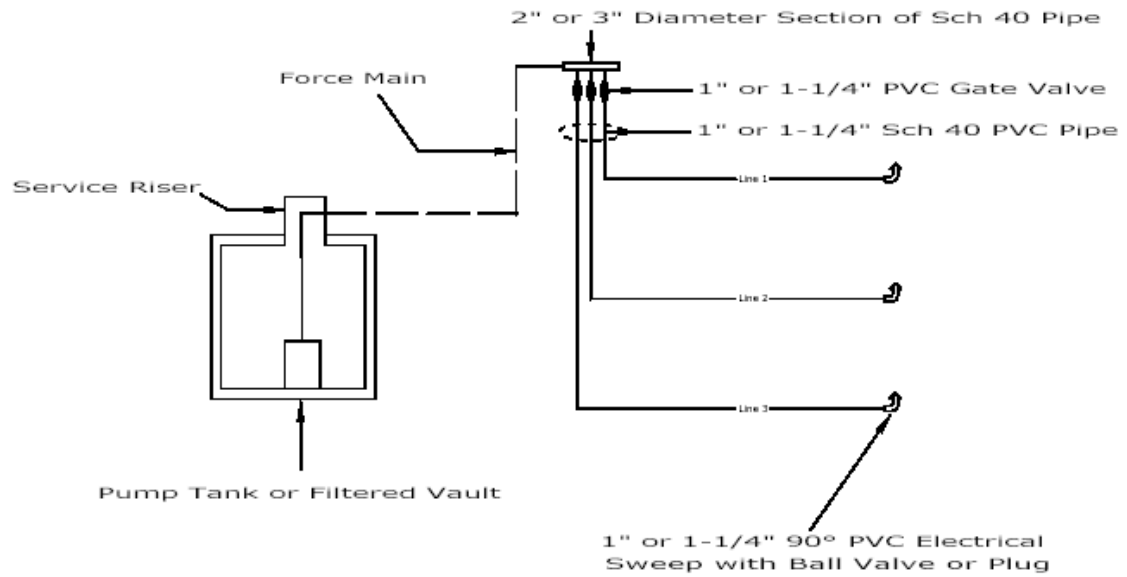 2" or 3" Diameter Section of Sch 40 Pipe
Force Main
1" or 1-1/4" PVC Gate Valve
1" or 1-1/4" Sch 40 PVC Pipe
Service Riser
Line 1
Line 2
Line 3
Pump Tank or Filtered Vault
1" or 1-1/4" 90° PVC Electrical
Sweep with Ball Valve or Plug